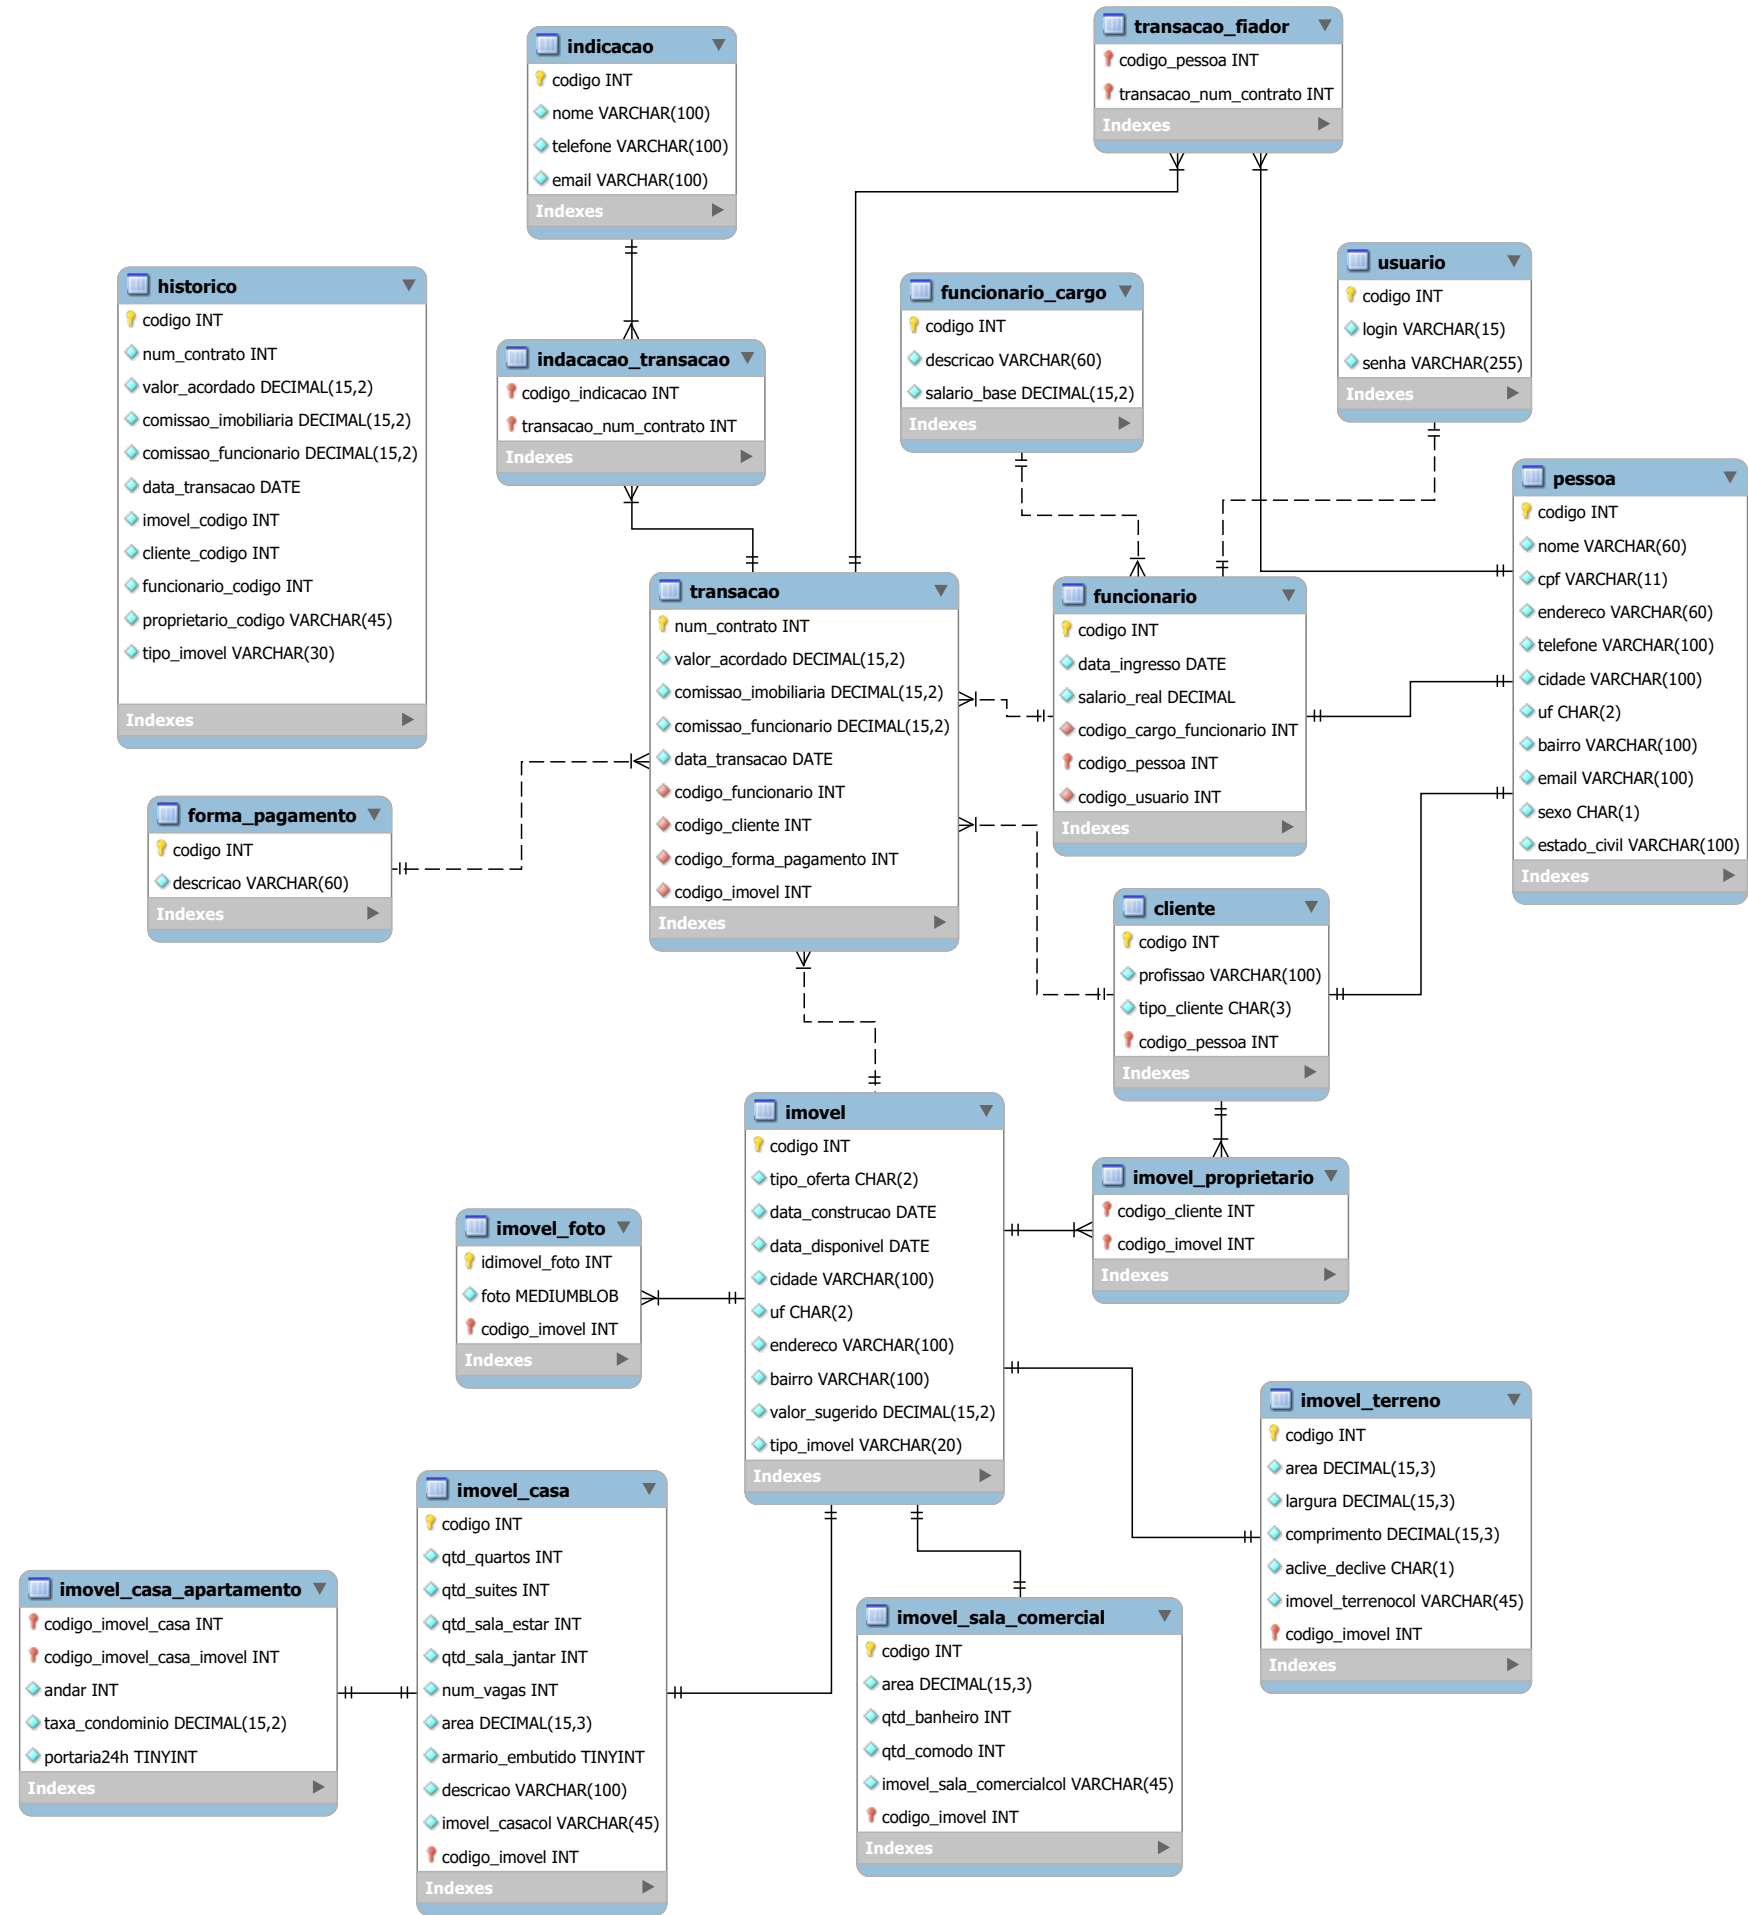 indicacao
codigo INT
nome VARCHAR(100)
telefone VARCHAR(100)
email VARCHAR(100)
Indexes
transacao_fiador
codigo_pessoa INT
transacao_num_contrato INT
Indexes
historico
codigo INT
num_contrato INT
valor_acordado DECIMAL(15,2)
comissao_imobiliaria DECIMAL(15,2)
comissao_funcionario DECIMAL(15,2)
data_transacao DATE
imovel_codigo INT
cliente_codigo INT
funcionario_codigo INT
proprietario_codigo VARCHAR(45)
tipo_imovel VARCHAR(30)
Indexes
indacacao_transacao
codigo_indicacao INT
transacao_num_contrato INT
Indexes
funcionario_cargo
codigo INT
descricao VARCHAR(60)
salario_base DECIMAL(15,2)
Indexes
usuario
codigo INT
login VARCHAR(15)
senha VARCHAR(255)
Indexes
pessoa
codigo INT
nome VARCHAR(60)
cpf VARCHAR(11)
endereco VARCHAR(60)
telefone VARCHAR(100)
cidade VARCHAR(100)
uf CHAR(2)
bairro VARCHAR(100)
email VARCHAR(100)
sexo CHAR(1)
estado_civil VARCHAR(100)
Indexes
transacao
num_contrato INT
valor_acordado DECIMAL(15,2)
comissao_imobiliaria DECIMAL(15,2)
comissao_funcionario DECIMAL(15,2)
data_transacao DATE
codigo_funcionario INT
codigo_cliente INT
codigo_forma_pagamento INT
codigo_imovel INT
Indexes
funcionario
codigo INT
data_ingresso DATE
salario_real DECIMAL
codigo_cargo_funcionario INT
codigo_pessoa INT
codigo_usuario INT
Indexes
forma_pagamento
codigo INT
descricao VARCHAR(60)
Indexes
cliente
codigo INT
profissao VARCHAR(100)
tipo_cliente CHAR(3)
codigo_pessoa INT
Indexes
imovel
codigo INT
tipo_oferta CHAR(2)
data_construcao DATE
data_disponivel DATE
cidade VARCHAR(100)
uf CHAR(2)
endereco VARCHAR(100)
bairro VARCHAR(100)
valor_sugerido DECIMAL(15,2)
tipo_imovel VARCHAR(20)
Indexes
imovel_proprietario
codigo_cliente INT
codigo_imovel INT
Indexes
imovel_foto
idimovel_foto INT
foto MEDIUMBLOB
codigo_imovel INT
Indexes
imovel_terreno
codigo INT
area DECIMAL(15,3)
largura DECIMAL(15,3)
comprimento DECIMAL(15,3)
aclive_declive CHAR(1)
imovel_terrenocol VARCHAR(45)
codigo_imovel INT
Indexes
imovel_casa
codigo INT
qtd_quartos INT
qtd_suites INT
qtd_sala_estar INT
qtd_sala_jantar INT
num_vagas INT
area DECIMAL(15,3)
armario_embutido TINYINT
descricao VARCHAR(100)
imovel_casacol VARCHAR(45)
codigo_imovel INT
Indexes
imovel_casa_apartamento
codigo_imovel_casa INT
codigo_imovel_casa_imovel INT
andar INT
taxa_condominio DECIMAL(15,2)
portaria24h TINYINT
Indexes
imovel_sala_comercial
codigo INT
area DECIMAL(15,3)
qtd_banheiro INT
qtd_comodo INT
imovel_sala_comercialcol VARCHAR(45)
codigo_imovel INT
Indexes